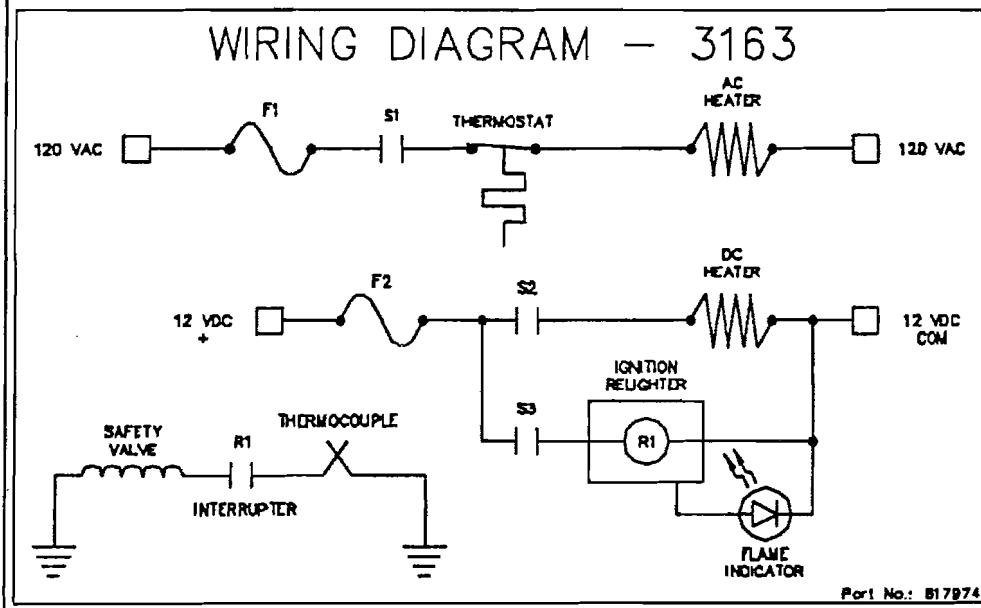 WIRING DIAGRAM - 3163
AC
HEATER
F1
S1
THERMOSTAT
120 VAC
120 VAC
DC
HEATER
F2
S2
12 VDC
+
12 VDC
COM
IGNITION
RELIGHTER
S3
R1
THERMOCOUPLE
SAFETY
VALVE
R1
INTERRUPTER
FLAME
INDICATOR
Part No.: 617974